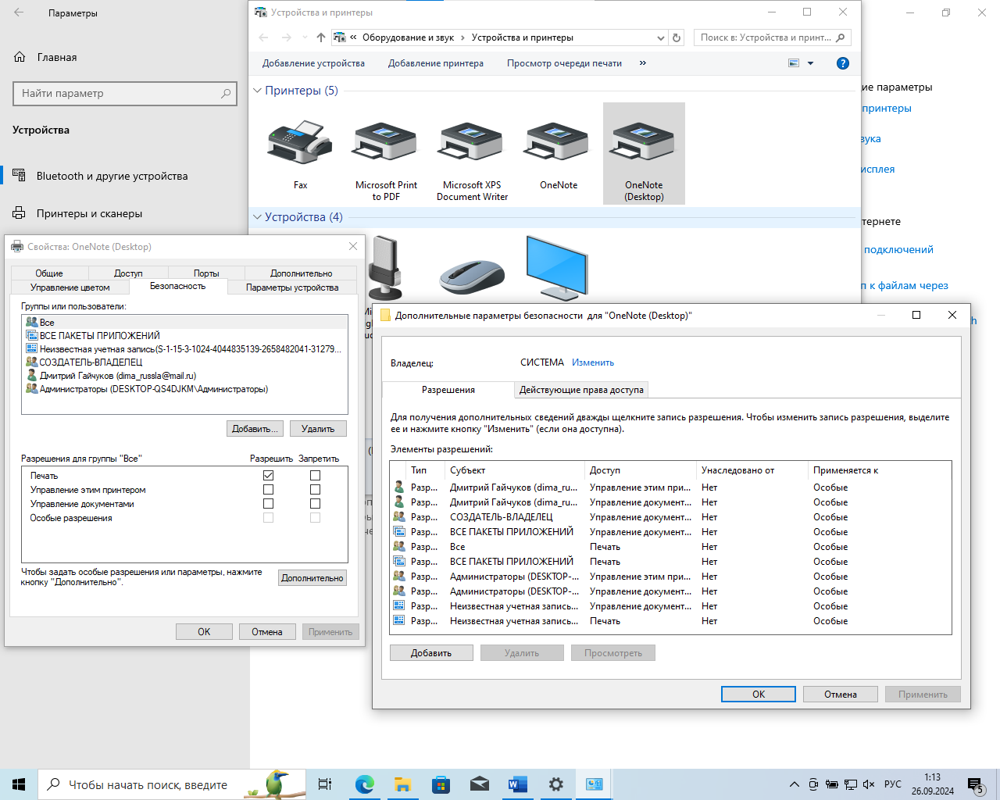 Параметры
Главная
Найти параметр
Устройства
Bluetooth и другие устройства
Принтеры и сканеры
Устройства и принтеры
« Оборудование и звук › Устройства и принтеры
Поиск в: Устройства и принт...
Добавление устройства
Добавление принтера
Просмотр очереди печати
»
Принтеры (5)
Fax
Microsoft Print
to PDF
Microsoft XPS
Document Writer
OneNote
OneNote
(Desktop)
Устройства (4)
ие параметры
принтеры
вука
исплея
тернете
подключений
п к файлам через
Свойства: OneNote (Desktop)
Общие
Доступ
Порты
Дополнительно
Управление цветом
Безопасность
Параметры устройства
Группы или пользователи:
Все
ВСЕ ПАКЕТЫ ПРИЛОЖЕНИЙ
Неизвестная учетная запись(S-1-15-3-1024-4044835139-2658482041-31279...
СОЗДАТЕЛЬ-ВЛАДЕЛЕЦ
Дмитрий Гайчуков (dima_russla@mail.ru)
Администраторы (DESKTOP-QS4DJKM\Администраторы)
Добавить...
Удалить
Разрешения для группы "Все"
Разрешить
Запретить
Печать
Управление этим принтером
Управление документами
Особые разрешения
Чтобы задать особые разрешения или параметры, нажмите
кнопку "Дополнительно".
Дополнительно
OK
Отмена
Применить
Дополнительные параметры безопасности для "OneNote (Desktop)"
Владелец:
СИСТЕМА
Изменить
Разрешения
Действующие права доступа
Для получения дополнительных сведений дважды щелкните запись разрешения. Чтобы изменить запись разрешения, выделите
ее и нажмите кнопку "Изменить" (если она доступна).
Элементы разрешений:
Тип Субъект Доступ Унаследовано от Применяется к
Разр... Дмитрий Гайчуков (dima_ru... Управление этим при... Нет Особые
Разр... Дмитрий Гайчуков (dima_ru... Управление документ... Нет Особые
Разр... СОЗДАТЕЛЬ-ВЛАДЕЛЕЦ Управление документ... Нет Особые
Разр... ВСЕ ПАКЕТЫ ПРИЛОЖЕНИЙ Управление документ... Нет Особые
Разр... Все Печать Нет Особые
Разр... ВСЕ ПАКЕТЫ ПРИЛОЖЕНИЙ Печать Нет Особые
Разр... Администраторы (DESKTOP-... Управление этим при... Нет Особые
Разр... Администраторы (DESKTOP-... Управление документ... Нет Особые
Разр... Неизвестная учетная запись... Управление документ... Нет Особые
Разр... Неизвестная учетная запись... Печать Нет Особые
Добавить
Удалить
Просмотреть
OK
Отмена
Применить
Чтобы начать поиск, введите
РУС
1:13
26.09.2024
5